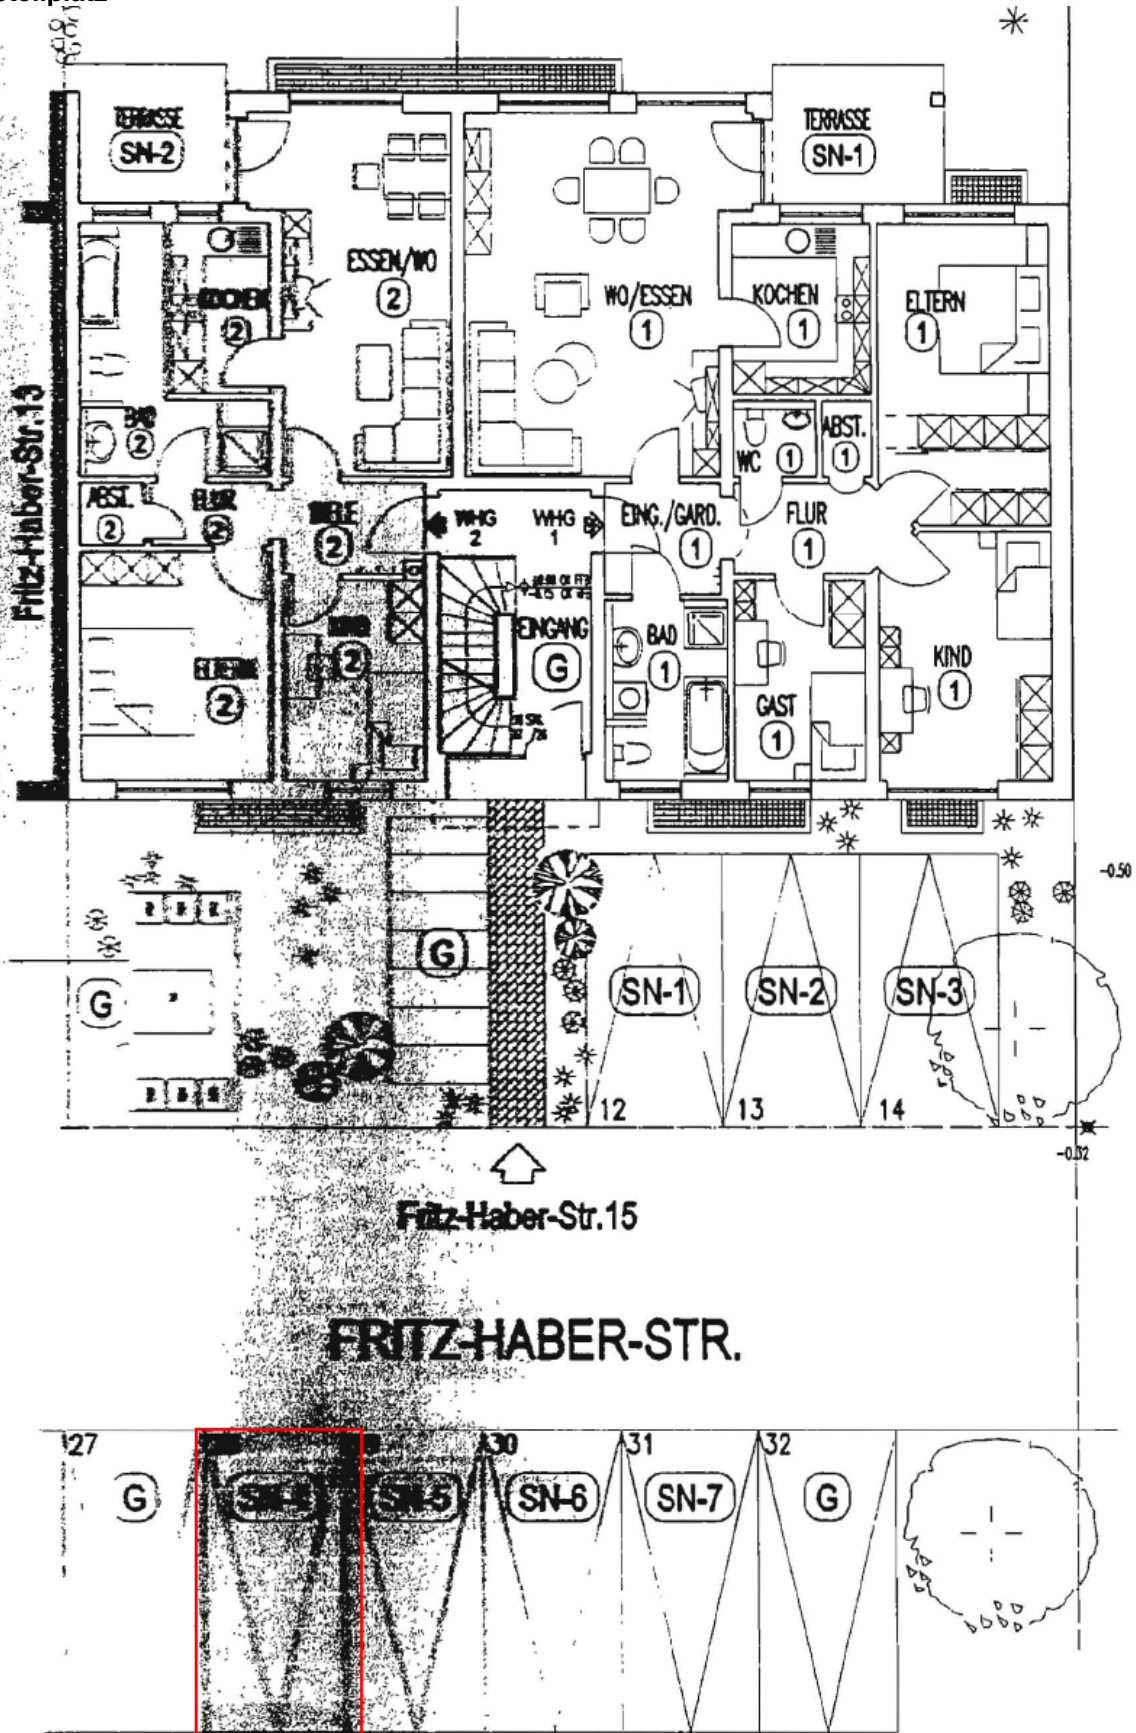 TERRASSE
SN-2
TERRASSE
SN-1
ESSEN/WO
2
WO/ESSEN
1
KOCHEN
1
ELTERN
1
KOCHEN
2
BAD
2
WC
1
ABST.
1
Fritz-Haber-Str.13
ABST.
2
FLUR
2
2
WHG
2
WHG
1
EING./GARD.
1
FLUR
1
EINGANG
G
BAD
1
GAST
1
KIND
1
2
2
-0.50
G
G
SN-1
SN-2
SN-3
12
13
14
Fritz-Haber-Str.15
FRITZ-HABER-STR.
27
30
31
32
G
SN-5
SN-6
SN-7
G